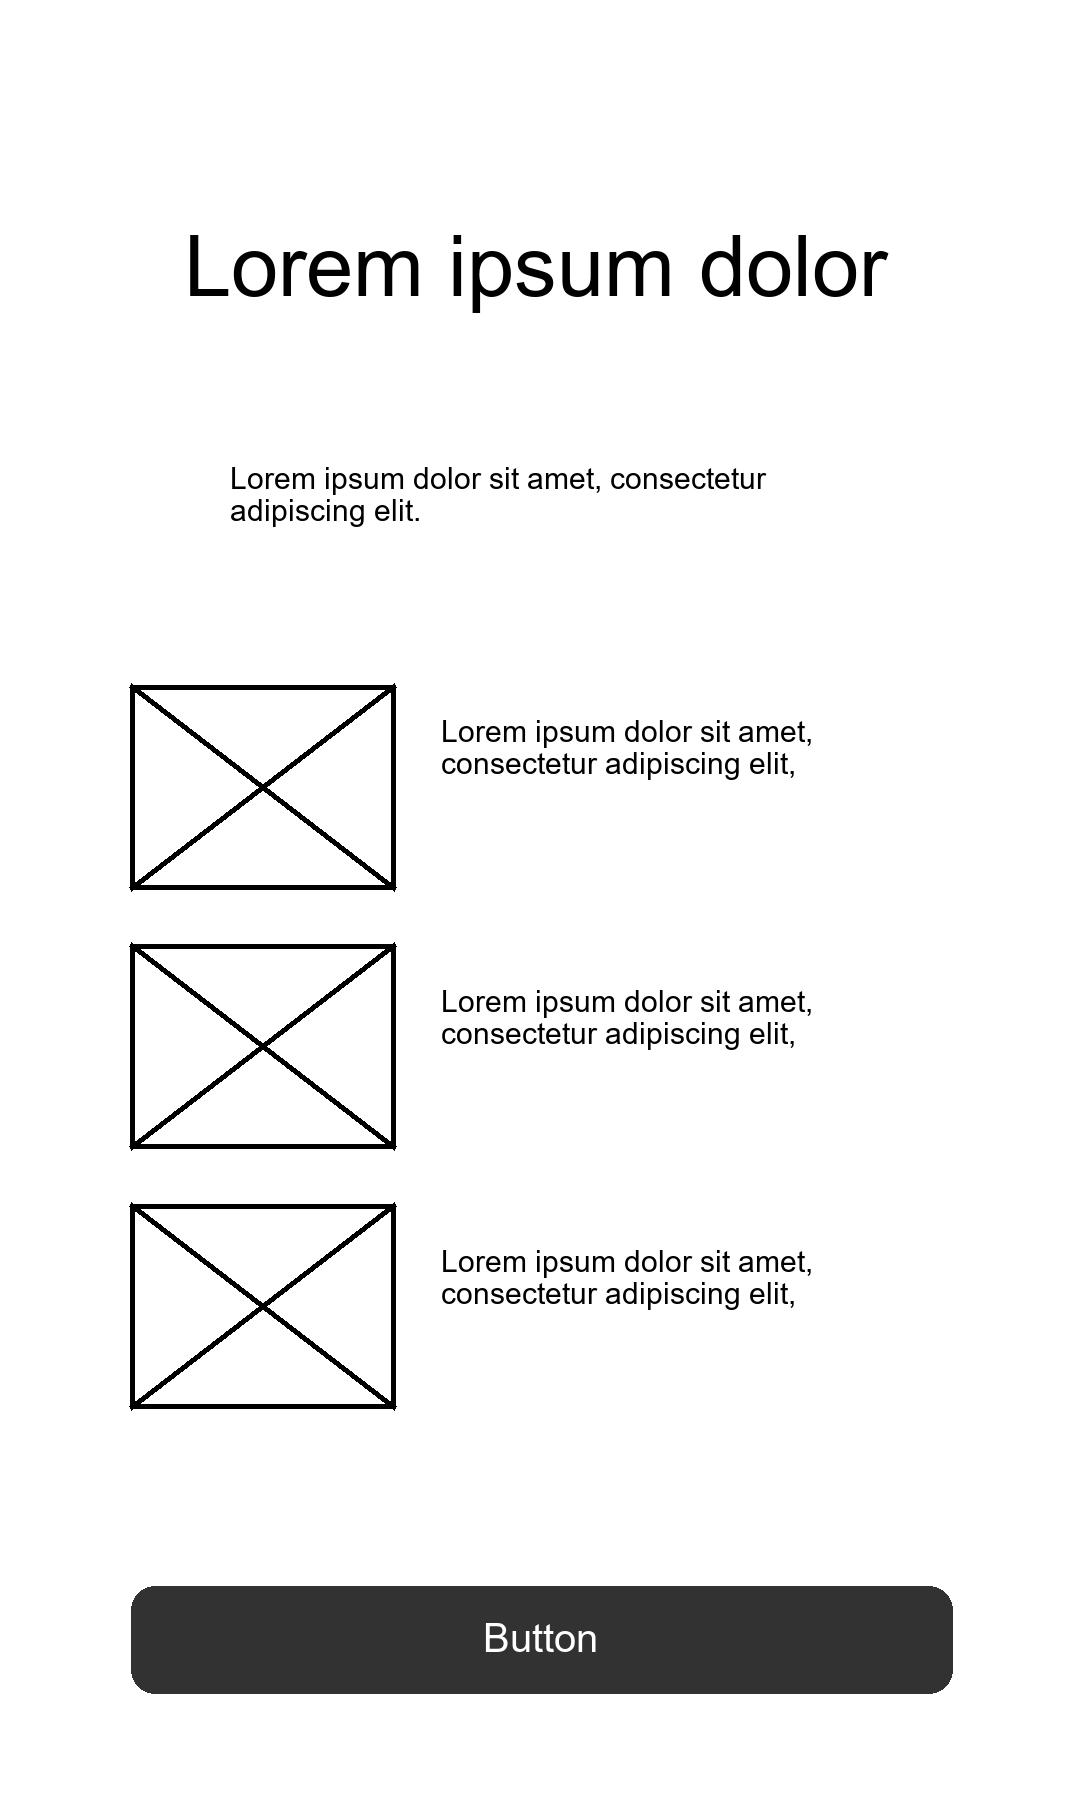 Lorem ipsum dolor
Lorem ipsum dolor sit amet, consectetur
adipiscing elit.
Lorem ipsum dolor sit amet,
consectetur adipiscing elit,
Lorem ipsum dolor sit amet,
consectetur adipiscing elit,
Lorem ipsum dolor sit amet,
consectetur adipiscing elit,
Button